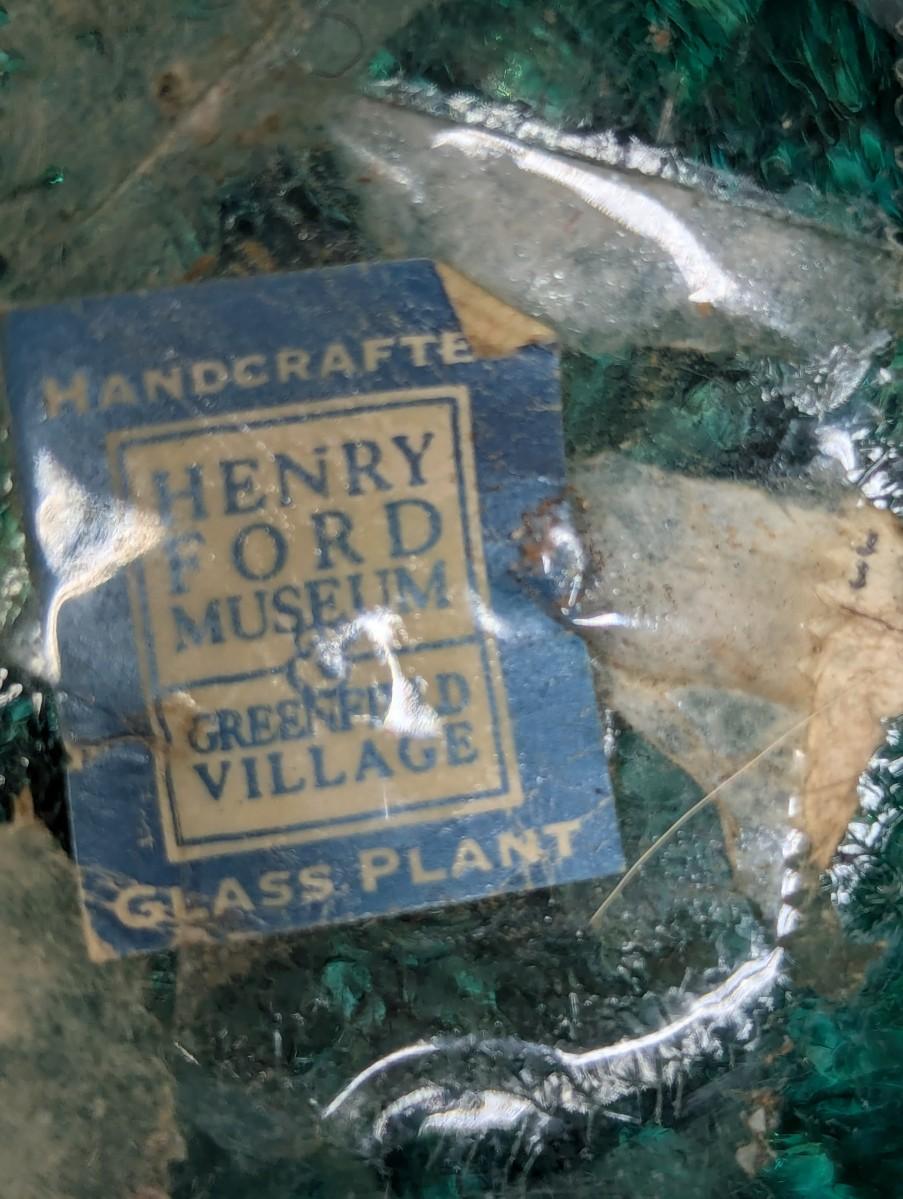 HANDCRAFTE
HENRY
FORD
MUSEUM
&
GREENFIELD
VILLAGE
GLASS PLANT